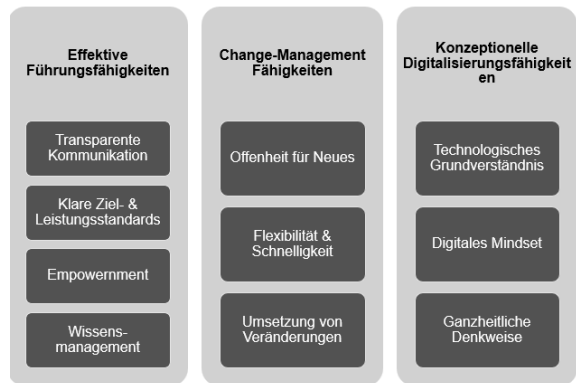 Effektive
Führungsfähigkeiten
Transparente
Kommunikation
Klare Ziel- &
Leistungsstandards
Empowernment
Wissens-
management
Change-Management
Fähigkeiten
Offenheit für Neues
Flexibilität &
Schnelligkeit
Umsetzung von
Veränderungen
Konzeptionelle
Digitalisierungsfähigkeit
en
Technologisches
Grundverständnis
Digitales Mindset
Ganzheitliche
Denkweise